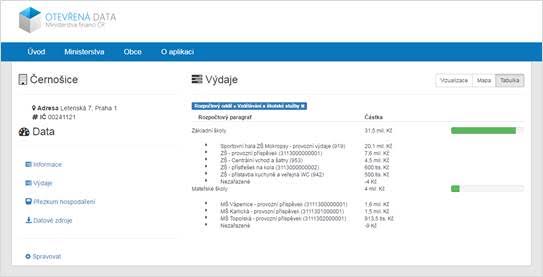 OTEVŘENÁ DATA
Ministerstva financí ČR
Úvod Ministerstva Obce O aplikaci
Černošice
Adresa Letenská 7, Praha 1
# IČ 00241121
Data
Informace
Výdaje
Přezkum hospodaření
Datové zdroje
Spravovat
Výdaje
Vizualizace Mapa Tabulka
Rozpočtový oddíl » Vzdělávání a školské služby ×
Rozpočtový paragraf Částka
Základní školy 31,5 mil. Kč
Sportovní hala ZŠ Mokropsy - provozní výdaje (919) 20,1 mil. Kč
ZŠ - provozní příspěvek (3113000000001) 7,6 mil. Kč
ZŠ - Centrální vchod a šatny (953) 4,5 mil. Kč
ZŠ - přístřešek na kola (3113000000002) 600 tis. Kč
ZŠ - přístavba kuchyně a veřejná WC (942) 500 tis. Kč
Nezařazené -4 Kč
Mateřské školy 4 mil. Kč
MŠ Vápenice - provozní příspěvek (3111300000001) 1,6 mil. Kč
MŠ Karlická - provozní příspěvek (3111301000001) 1,5 mil. Kč
MŠ Topolská - provozní příspěvek (3111302000001) 913,5 tis. Kč
Nezařazené -9 Kč